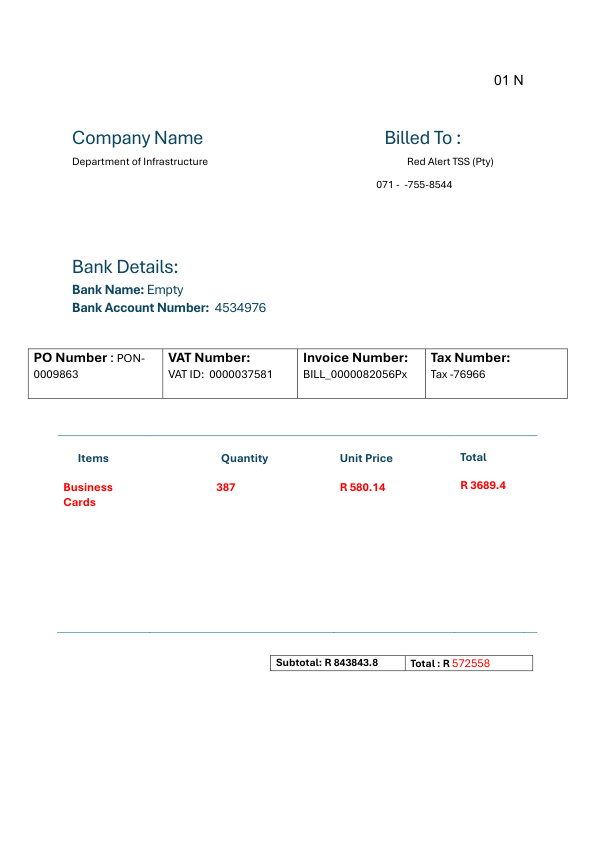 01 N
Company Name
Billed To :
Department of Infrastructure
Red Alert TSS (Pty)
071 - -755-8544
Bank Details:
Bank Name: Empty
Bank Account Number: 4534976
PO Number : PON-
0009863
VAT Number:
VAT ID: 0000037581
Invoice Number:
BILL_0000082056Px
Tax Number:
Tax -76966
Items Quantity Unit Price Total
Business
Cards
387 R 580.14 R 3689.4
Subtotal: R 843843.8 Total : R 572558